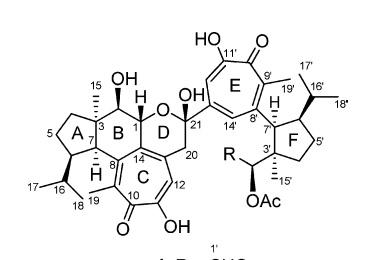 HO 11' O
17'
15 OH OH E 9' 16'
19' 18'
A 3 B 1 O D 21 14' 8' H
5 7 20 7' F 5'
H 8 14 R 3'
17 16 C 12 15'
18 19 10 OAc
O OH
1'